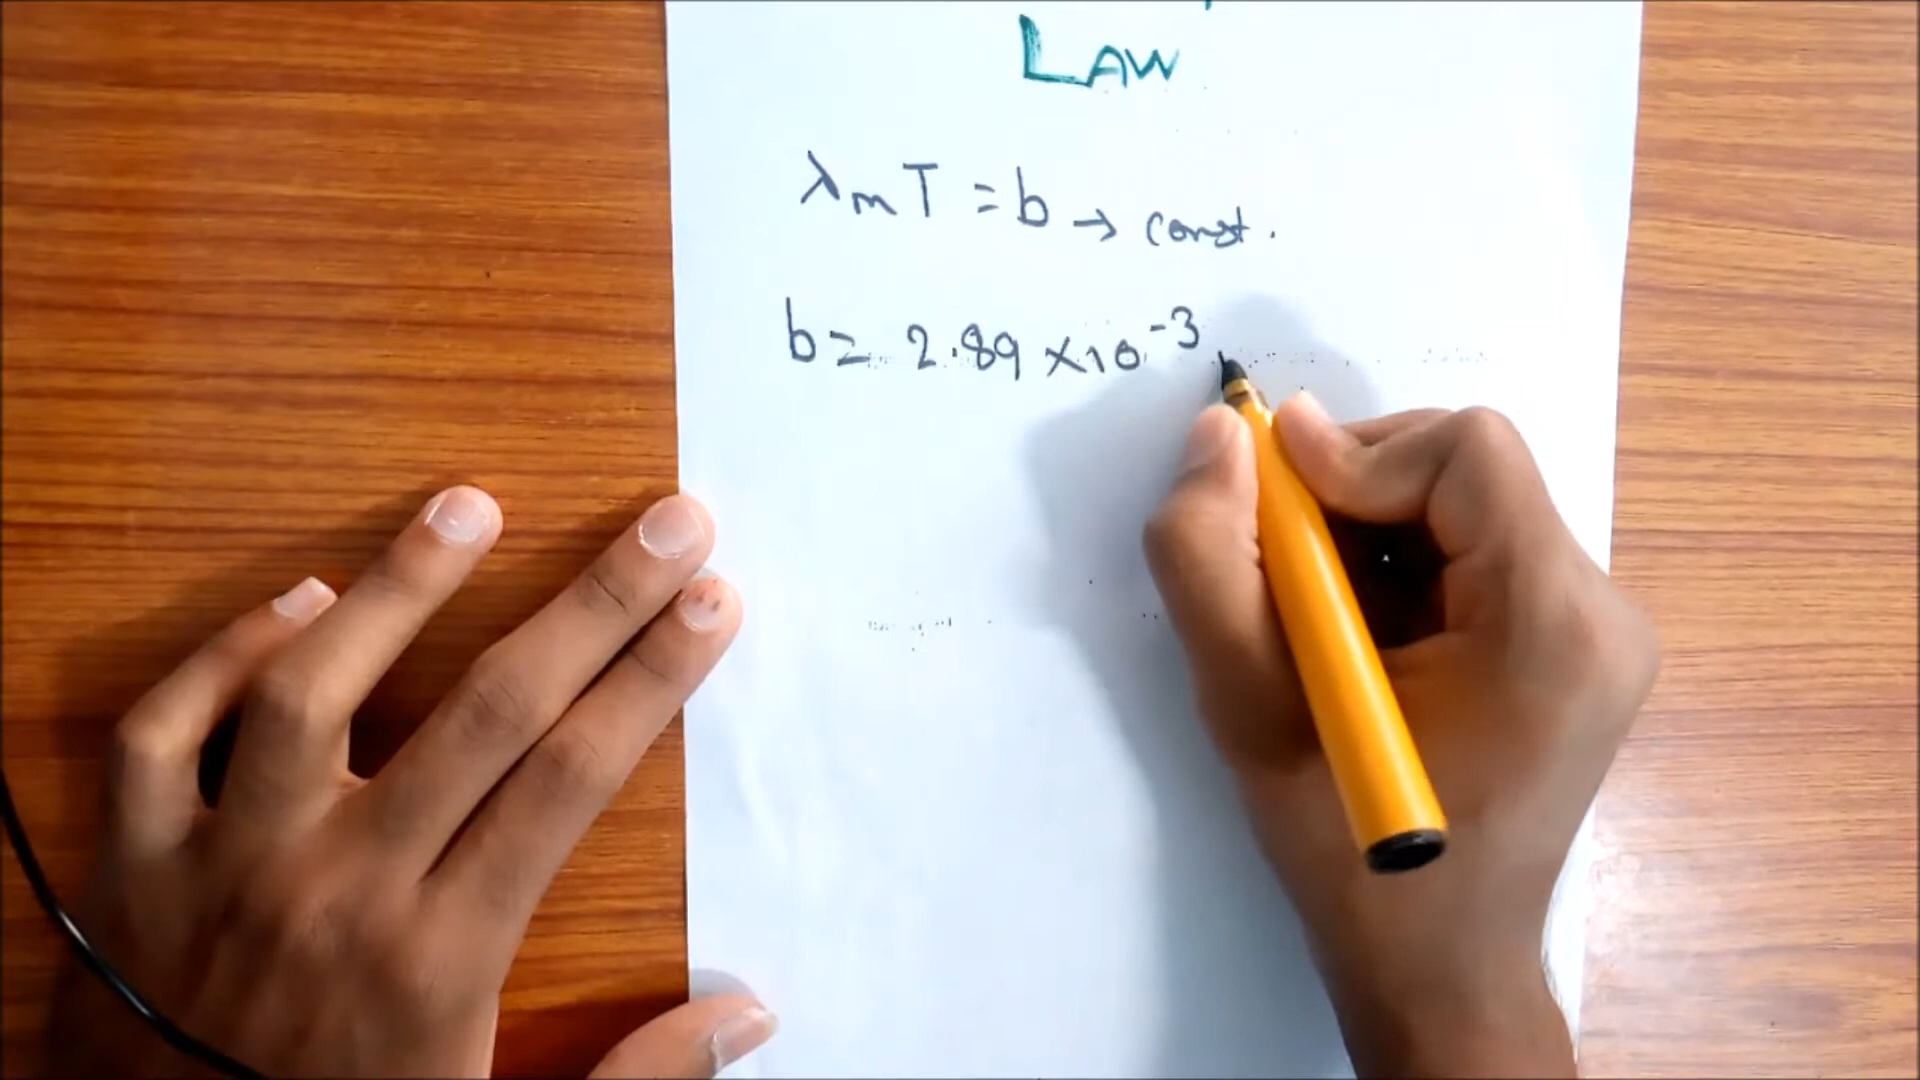 LAW
λₘT = b → const.
b = 2.89 × 10⁻³